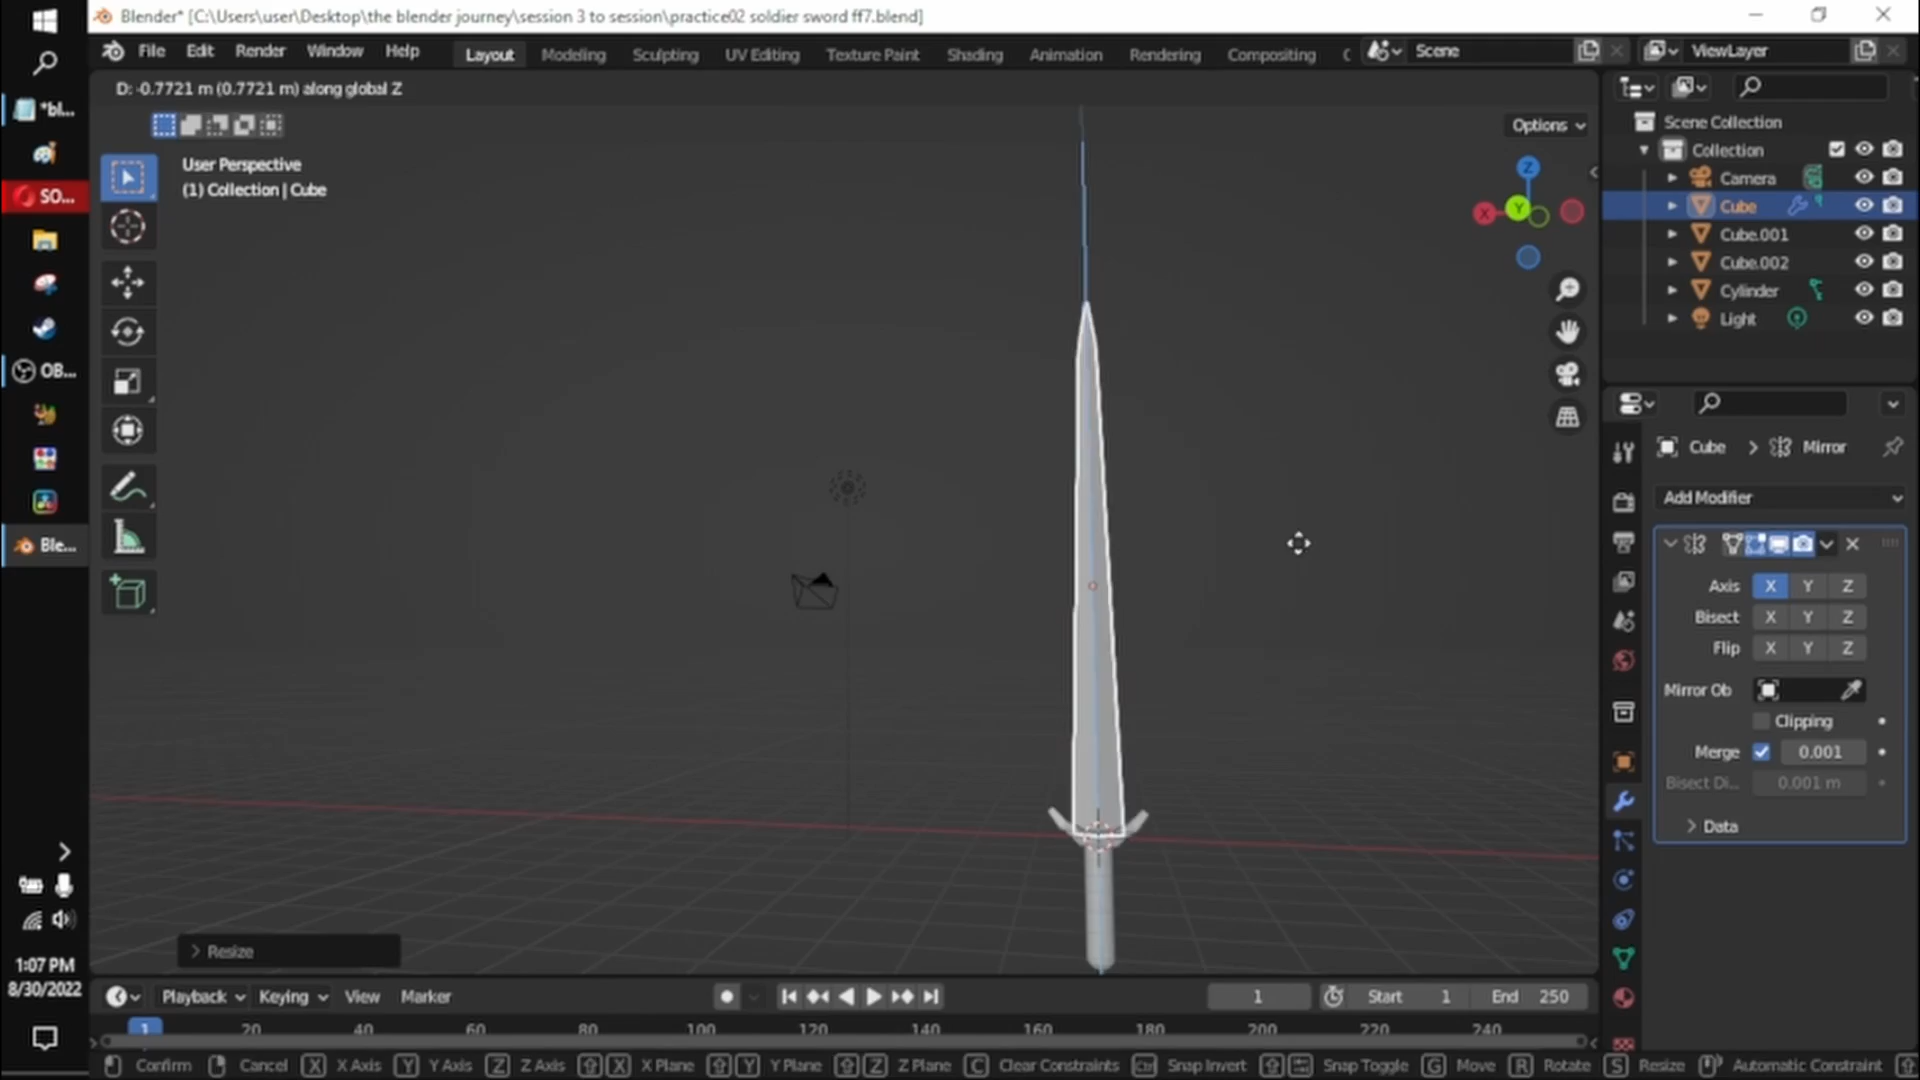 Blender* [C:\Users\user\Desktop\the blender journey\session 3 to session\practice02 soldier sword ff7.blend]
File Edit Render Window Help Layout Modeling Sculpting UV Editing Texture Paint Shading Animation Rendering Compositing Scene ViewLayer
D: -0.7721 m (0.7721 m) along global Z
Options
User Perspective
(1) Collection | Cube
Z
X Y
*bl...
SO...
OB...
Ble...
1:07 PM
8/30/2022
Scene Collection
Collection
Camera
Cube
Cube.001
Cube.002
Cylinder
Light
Cube > Mirror
Add Modifier
Axis X Y Z
Bisect X Y Z
Flip X Y Z
Mirror Ob
Clipping
Merge 0.001
Bisect Di... 0.001 m
Data
Resize
Playback Keying View Marker 1 Start 1 End 250
1 20 40 60 80 100 120 140 160 180 200 220 240
Confirm Cancel X X Axis Y Y Axis Z Z Axis X X Plane Y Y Plane Z Z Plane C Clear Constraints Ctrl Snap Invert Snap Toggle G Move R Rotate S Resize Automatic Constraint